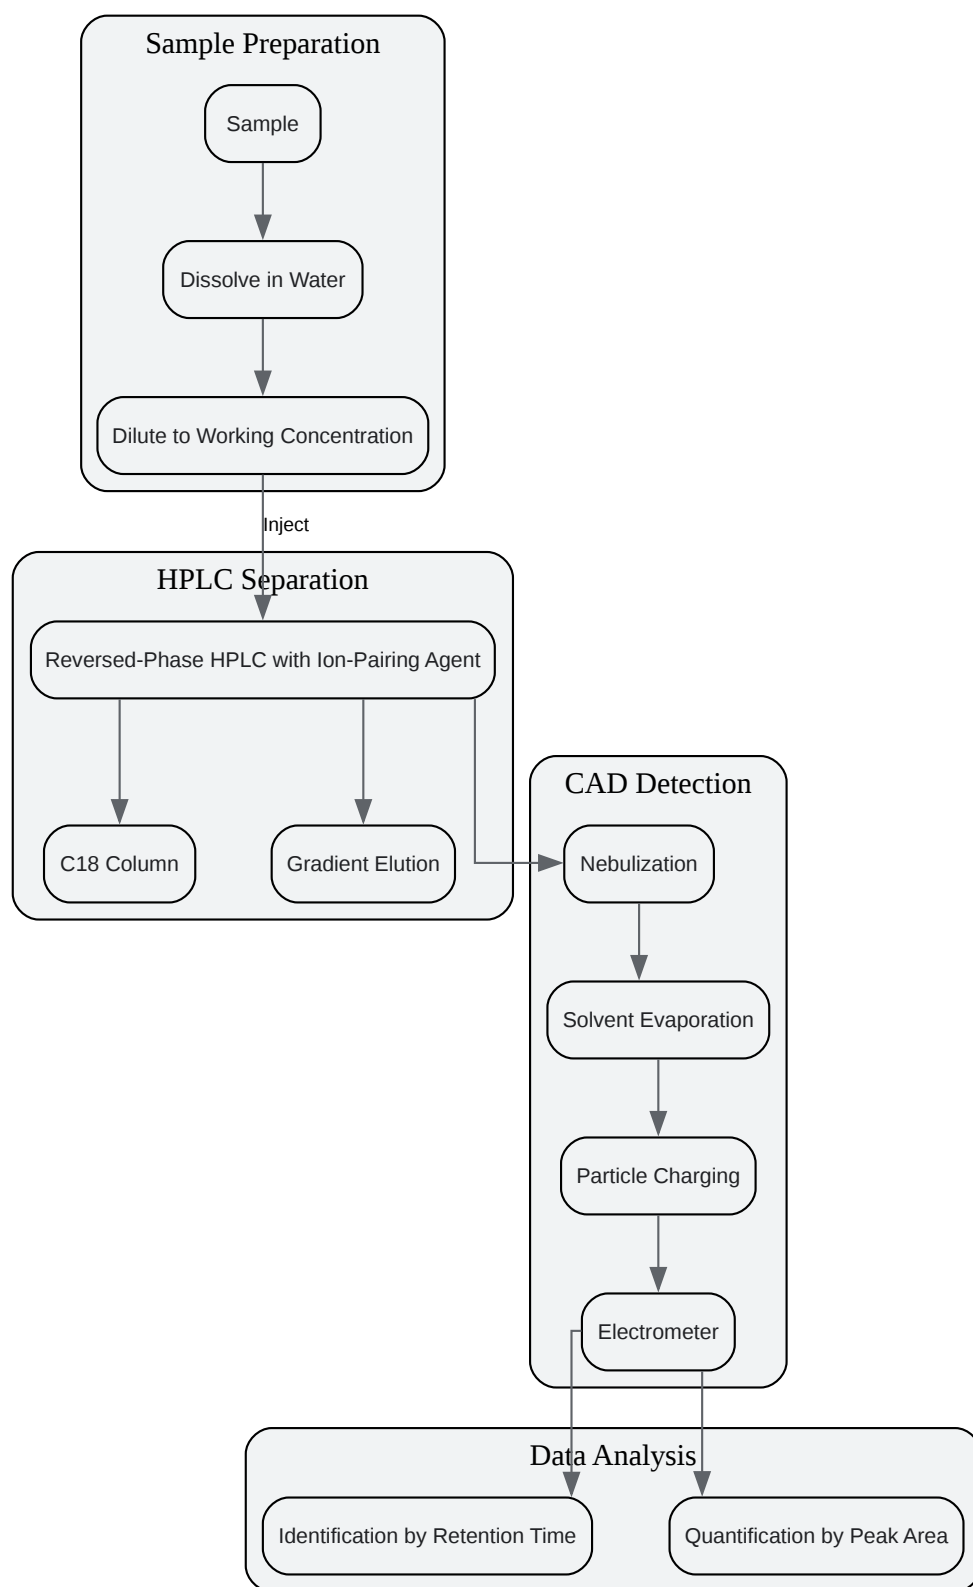 Sample Preparation
Sample
Dissolve in Water
Dilute to Working Concentration
Inject
HPLC Separation
Reversed-Phase HPLC with Ion-Pairing Agent
C18 Column
Gradient Elution
CAD Detection
Nebulization
Solvent Evaporation
Particle Charging
Electrometer
Data Analysis
Identification by Retention Time
Quantification by Peak Area